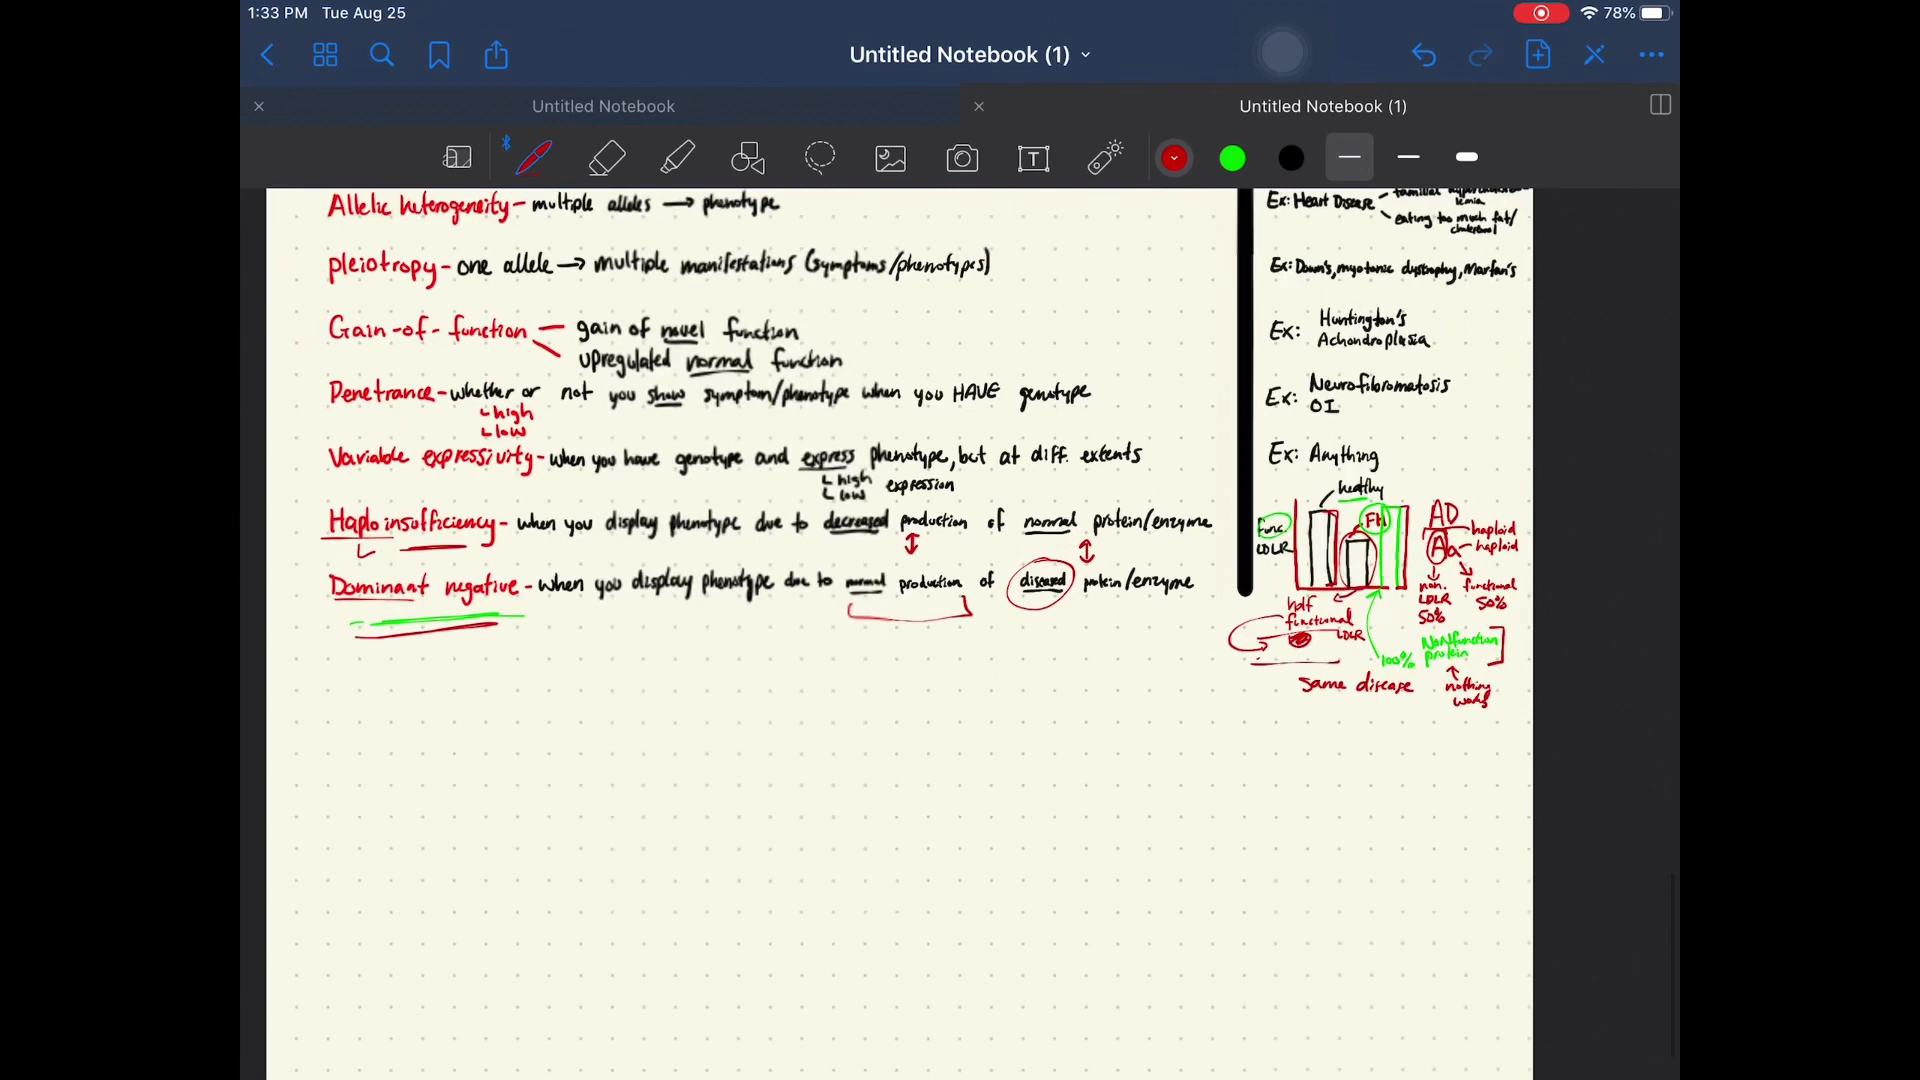 1:33 PM Tue Aug 25
78%
Untitled Notebook (1)
Untitled Notebook
Untitled Notebook (1)
T
Allelic heterogeneity - multiple alleles → phenotype
pleiotropy - one allele → multiple manifestations (symptoms/phenotypes)
Gain-of-function - gain of novel function
upregulated normal function
Penetrance - whether or not you show symptom/phenotype when you HAVE genotype
high
low
Variable expressivity - when you have genotype and express phenotype, but at diff. extents
high
low expression
Haploinsufficiency - when you display phenotype due to decreased production of normal protein/enzyme
Dominant negative - when you display phenotype due to normal production of diseased protein/enzyme
Ex: Heart Disease
familial
eating too much fat/
cholesterol
Ex: Down's, myotonic dystrophy, Marfan's
Ex: Huntington's
Achondroplasia
Ex: Neurofibromatosis
OI
Ex: Anything
healthy
Func.
LDLR
FH
AD
Aa
haploid
haploid
non.
LDLR
50%
functional
50%
half
functional
LDLR
100%
Nonfunction
protein
same disease
nothing
works